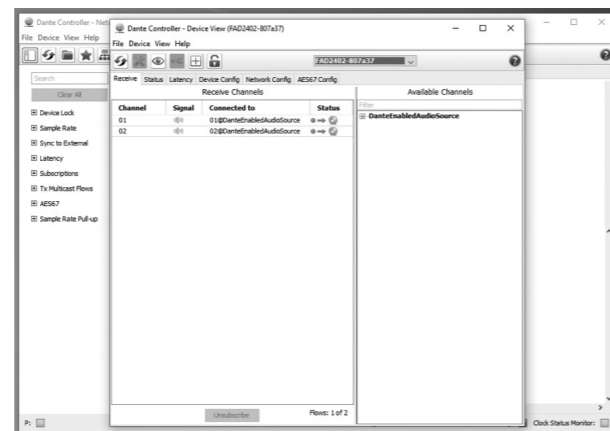 Dante Controller - Net
File Device View Help
Search
Clear All
Device Lock
Sample Rate
Sync to External
Latency
Subscriptions
Tx Multicast Flows
AES67
Sample Rate Pull-up
P:
Dante Controller - Device View (FAD2402-807a37)
File Device View Help
FAD2402-807a37
Receive Status Latency Device Config Network Config AES67 Config
Receive Channels
Channel Signal Connected to Status
01 01@DanteEnabledAudioSource
02 02@DanteEnabledAudioSource
Unsubscribe
Flows: 1 of 2
Available Channels
Filter
DanteEnabledAudioSource
Clock Status Monitor: